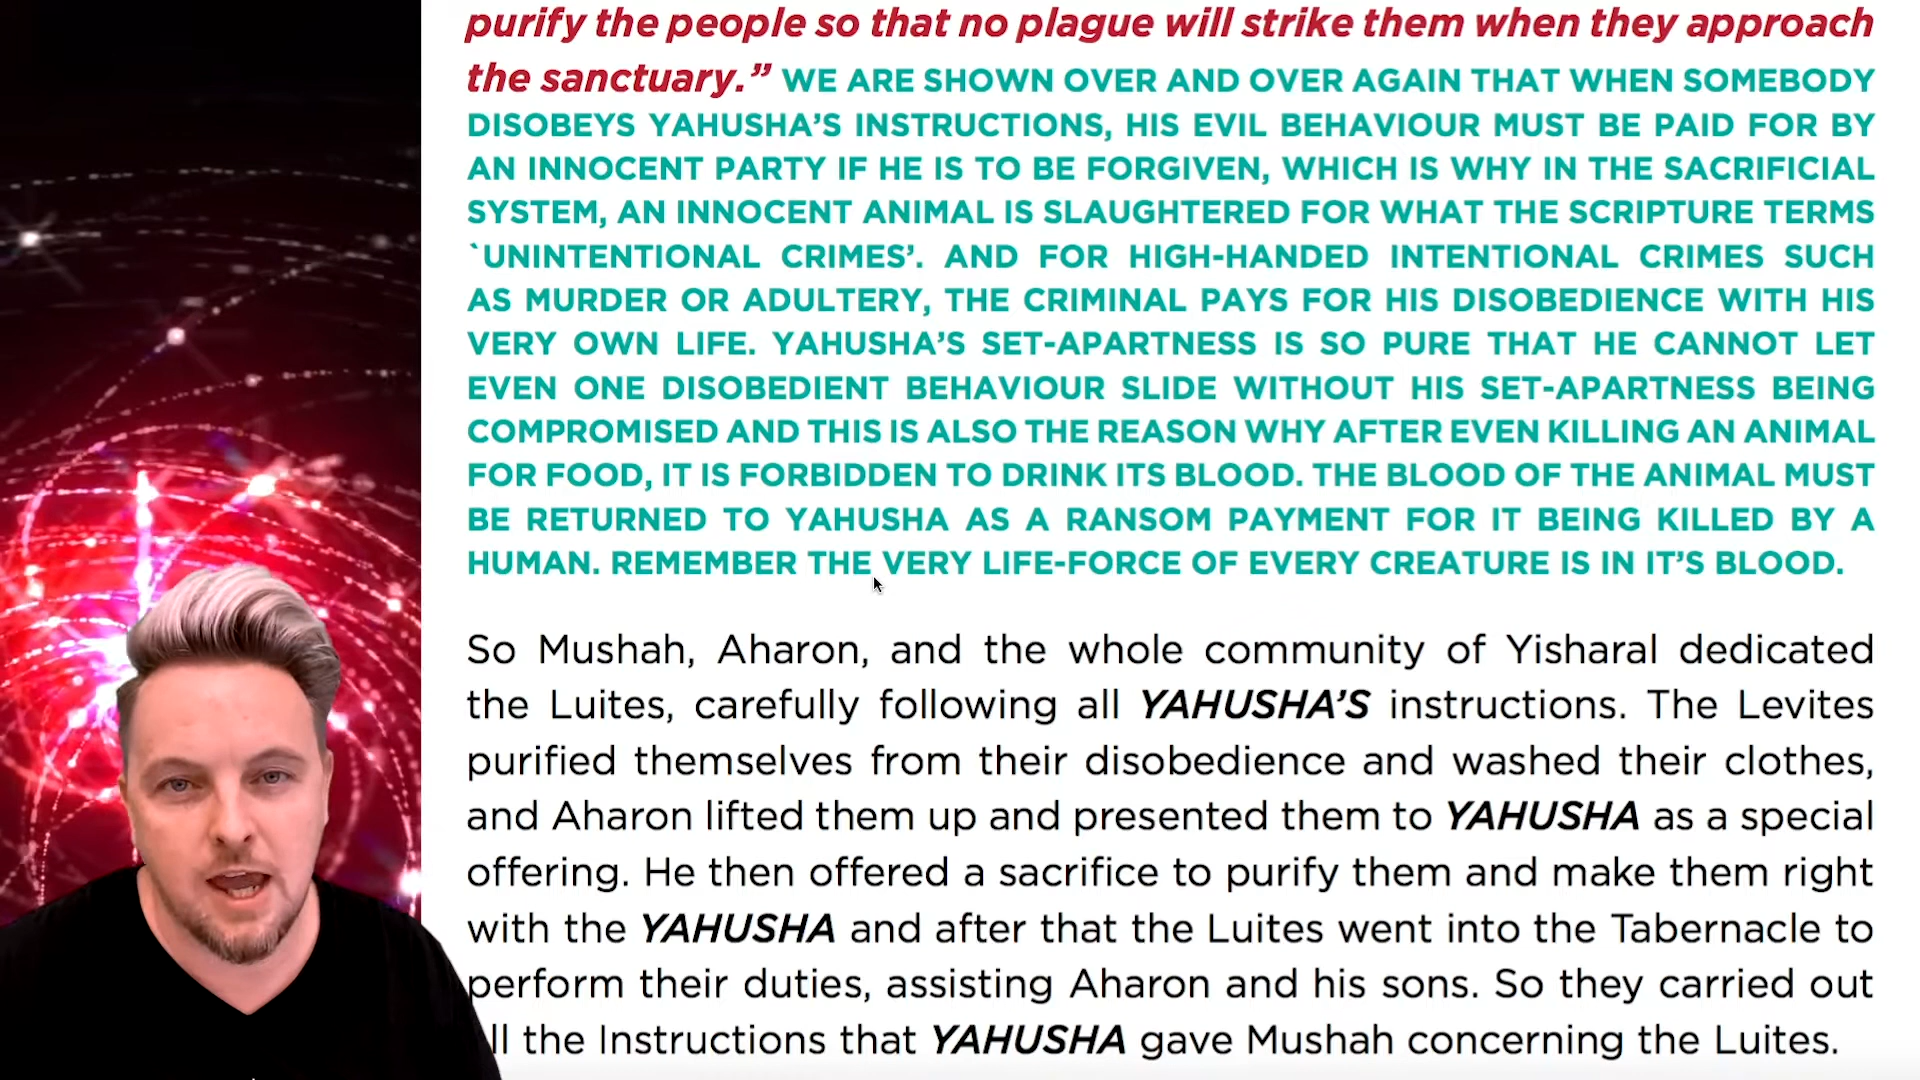 purify the people so that no plague will strike them when they approach
the sanctuary.” WE ARE SHOWN OVER AND OVER AGAIN THAT WHEN SOMEBODY
DISOBEYS YAHUSHA’S INSTRUCTIONS, HIS EVIL BEHAVIOUR MUST BE PAID FOR BY
AN INNOCENT PARTY IF HE IS TO BE FORGIVEN, WHICH IS WHY IN THE SACRIFICIAL
SYSTEM, AN INNOCENT ANIMAL IS SLAUGHTERED FOR WHAT THE SCRIPTURE TERMS
`UNINTENTIONAL CRIMES’. AND FOR HIGH-HANDED INTENTIONAL CRIMES SUCH
AS MURDER OR ADULTERY, THE CRIMINAL PAYS FOR HIS DISOBEDIENCE WITH HIS
VERY OWN LIFE. YAHUSHA’S SET-APARTNESS IS SO PURE THAT HE CANNOT LET
EVEN ONE DISOBEDIENT BEHAVIOUR SLIDE WITHOUT HIS SET-APARTNESS BEING
COMPROMISED AND THIS IS ALSO THE REASON WHY AFTER EVEN KILLING AN ANIMAL
FOR FOOD, IT IS FORBIDDEN TO DRINK ITS BLOOD. THE BLOOD OF THE ANIMAL MUST
BE RETURNED TO YAHUSHA AS A RANSOM PAYMENT FOR IT BEING KILLED BY A
HUMAN. REMEMBER THE VERY LIFE-FORCE OF EVERY CREATURE IS IN IT’S BLOOD.
So Mushah, Aharon, and the whole community of Yisharal dedicated
the Luites, carefully following all YAHUSHA’S instructions. The Levites
purified themselves from their disobedience and washed their clothes,
and Aharon lifted them up and presented them to YAHUSHA as a special
offering. He then offered a sacrifice to purify them and make them right
with the YAHUSHA and after that the Luites went into the Tabernacle to
perform their duties, assisting Aharon and his sons. So they carried out
ll the Instructions that YAHUSHA gave Mushah concerning the Luites.